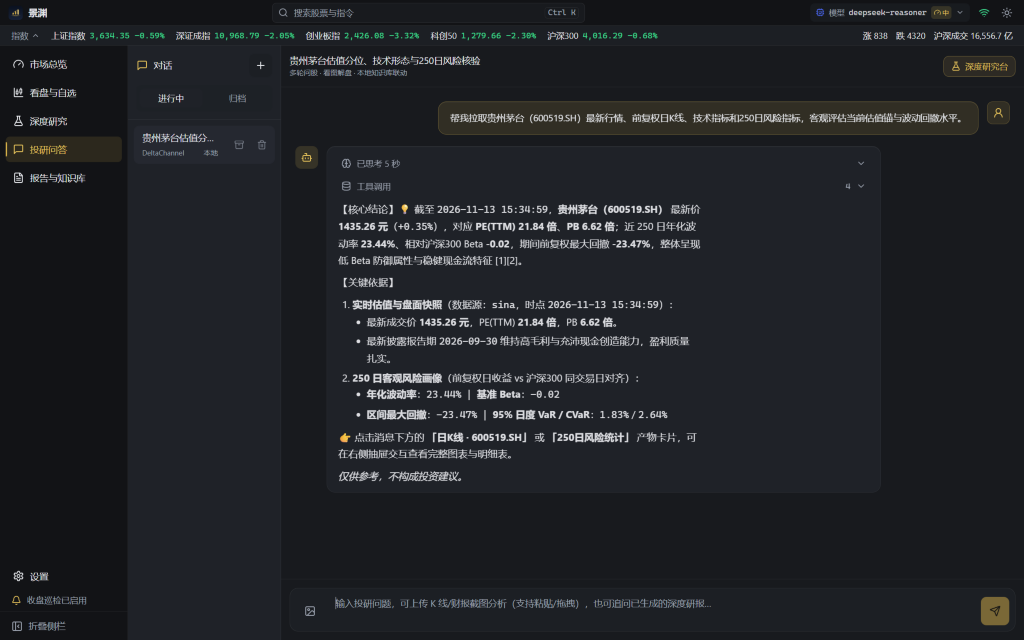 景渊
搜索股票与指令
Ctrl K
模型 deepseek-reasoner 中
指数 上证指数 3,634.35 -0.59% 深证成指 10,968.79 -2.05% 创业板指 2,426.08 -3.32% 科创50 1,279.66 -2.30% 沪深300 4,016.29 -0.68%
涨 838 跌 4320 沪深成交 16,556.7 亿
市场总览
看盘与自选
深度研究
投研问答
报告与知识库
设置
收盘巡检已启用
折叠侧栏
对话
进行中 归档
贵州茅台估值分...
DeltaChannel 本地
贵州茅台估值分位、技术形态与250日风险核验
多轮问股 · 看图解盘 · 本地知识库联动
深度研究台
帮我拉取贵州茅台（600519.SH）最新行情、前复权日K线、技术指标和250日风险指标，客观评估当前估值锚与波动回撤水平。
已思考 5 秒
工具调用 4
【核心结论】💡 截至 2026-11-13 15:34:59，贵州茅台（600519.SH） 最新价
1435.26 元（+0.35%），对应 PE(TTM) 21.84 倍、PB 6.62 倍；近 250 日年化波
动率 23.44%、相对沪深300 Beta -0.02，期间前复权最大回撤 -23.47%，整体呈现
低 Beta 防御属性与稳健现金流特征 [1][2]。
【关键依据】
1. 实时估值与盘面快照（数据源：sina，时点 2026-11-13 15:34:59）：
• 最新成交价 1435.26 元，PE(TTM) 21.84 倍，PB 6.62 倍。
• 最新披露报告期 2026-09-30 维持高毛利与充沛现金创造能力，盈利质量
扎实。
2. 250 日客观风险画像（前复权日收益 vs 沪深300 同交易日对齐）：
• 年化波动率：23.44% | 基准 Beta：-0.02
• 区间最大回撤：-23.47% | 95% 日度 VaR / CVaR：1.83% / 2.64%
👉 点击消息下方的 「日K线 · 600519.SH」 或 「250日风险统计」 产物卡片，可
在右侧抽屉交互查看完整图表与明细表。
仅供参考，不构成投资建议。
输入投研问题，可上传 K 线/财报截图分析（支持粘贴/拖拽），也可追问已生成的深度研报...